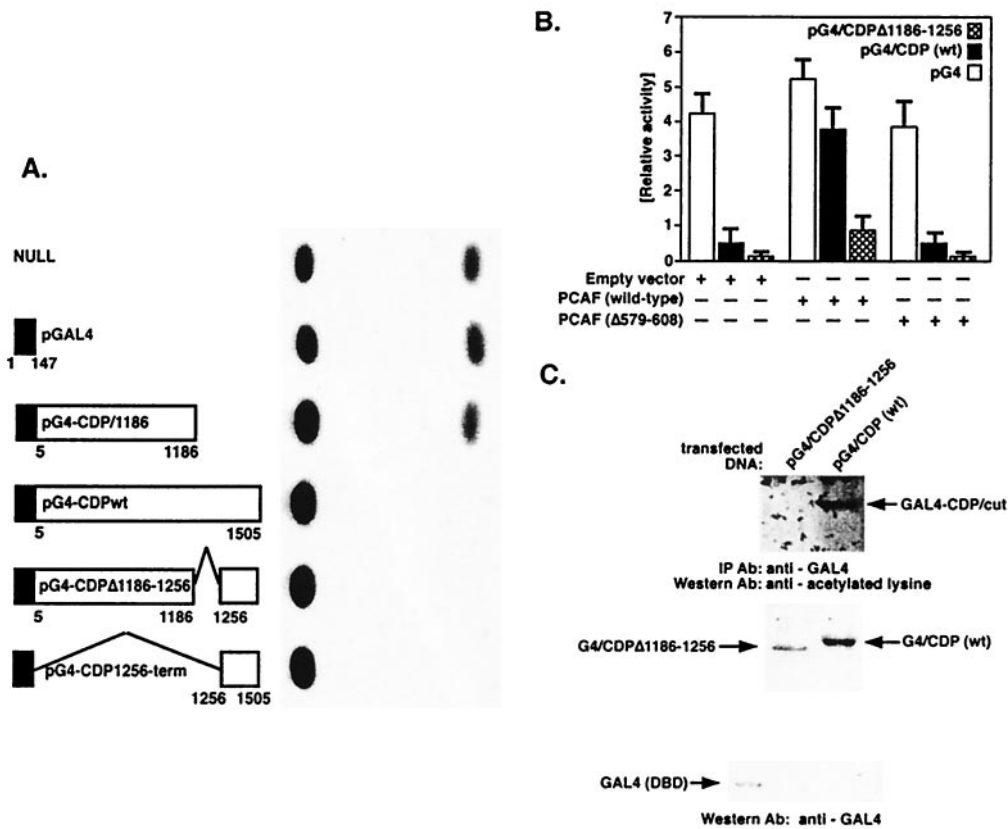 A.
NULL
pGAL4
1 147
pG4-CDP/1186
5 1186
pG4-CDPwt
5 1505
pG4-CDPΔ1186-1256
5 1186 1256
pG4-CDP1256-term
1256 1505
B.
pG4/CDPΔ1186-1256
pG4/CDP (wt)
pG4
[Relative activity]
7
6
5
4
3
2
1
0
Empty vector + + + − − − − − −
PCAF (wild-type) − − − + + + − − −
PCAF (Δ579-608) − − − − − − + + +
C.
transfected
DNA:
pG4/CDPΔ1186-1256
pG4/CDP (wt)
GAL4-CDP/cut
IP Ab: anti - GAL4
Western Ab: anti - acetylated lysine
G4/CDPΔ1186-1256
G4/CDP (wt)
GAL4 (DBD)
Western Ab: anti - GAL4